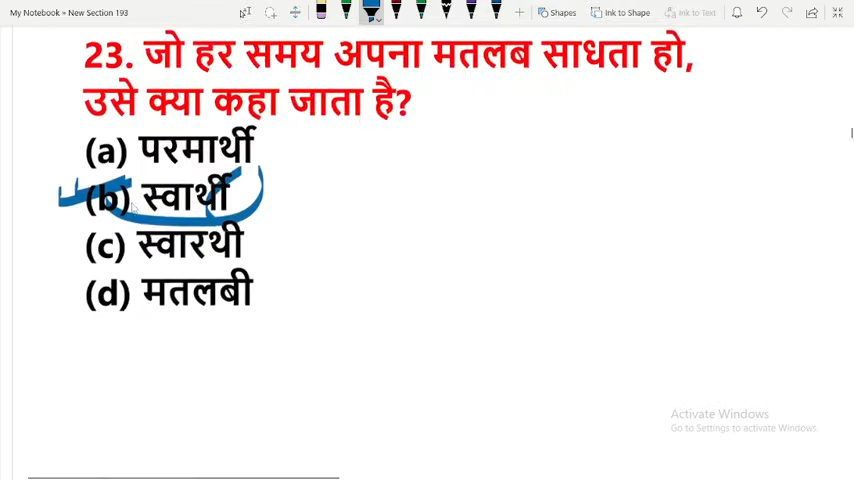 My Notebook » New Section 193
Shapes
Ink to Shape
Ink to Text
23. जो हर समय अपना मतलब साधता हो,
उसे क्या कहा जाता है?
(a) परमार्थी
(b) स्वार्थी
(c) स्वारथी
(d) मतलबी
Activate Windows
Go to Settings to activate Windows.